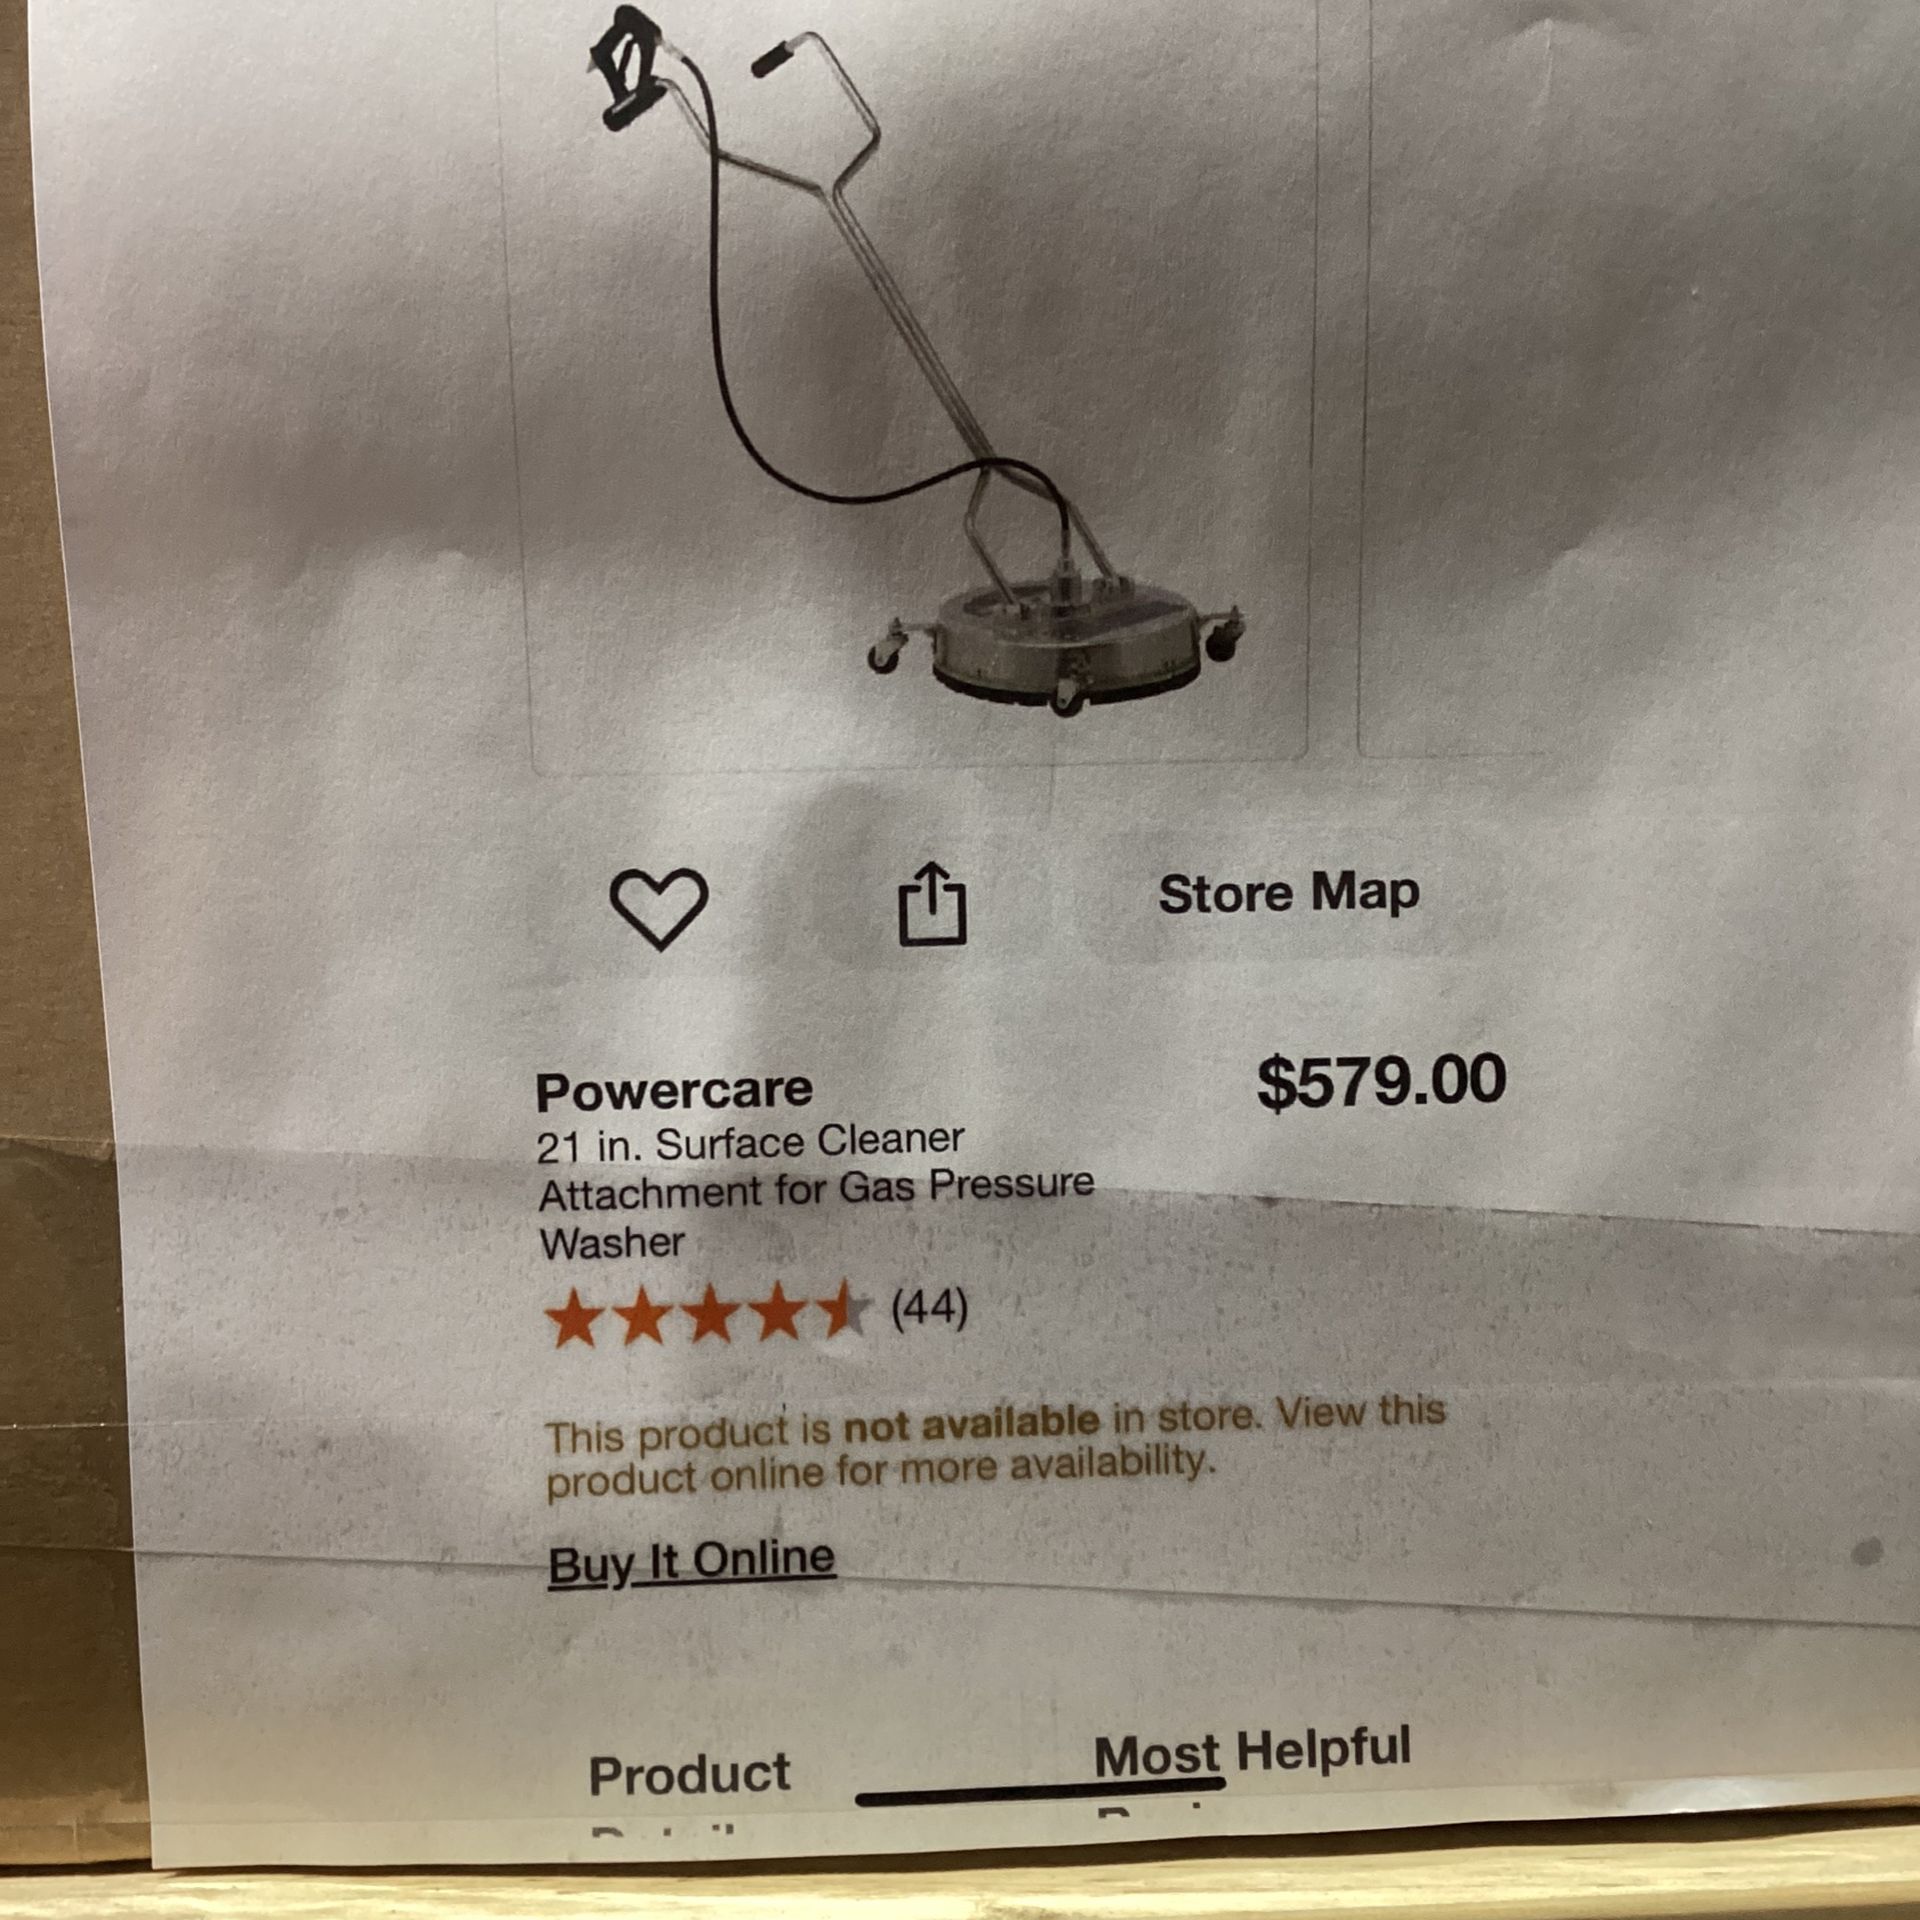 Store Map
Powercare
$579.00
21 in. Surface Cleaner
Attachment for Gas Pressure
Washer
(44)
This product is not available in store. View this
product online for more availability.
Buy It Online
Product
Most Helpful